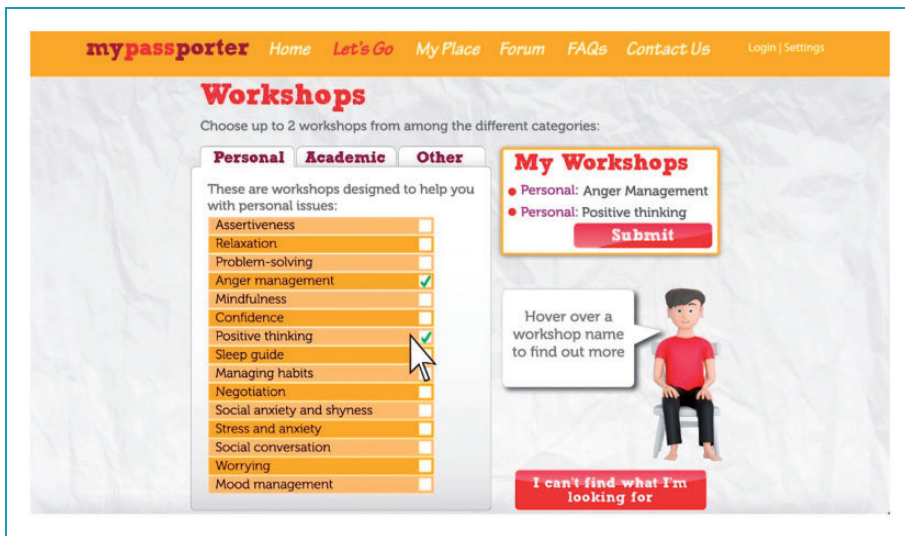 mypassporter Home Let's Go My Place Forum FAQs Contact Us Login | Settings
Workshops
Choose up to 2 workshops from among the different categories:
Personal Academic Other
These are workshops designed to help you
with personal issues:
Assertiveness
Relaxation
Problem-solving
Anger management
Mindfulness
Confidence
Positive thinking
Sleep guide
Managing habits
Negotiation
Social anxiety and shyness
Stress and anxiety
Social conversation
Worrying
Mood management
My Workshops
Personal: Anger Management
Personal: Positive thinking
Submit
Hover over a
workshop name
to find out more
I can't find what I'm
looking for